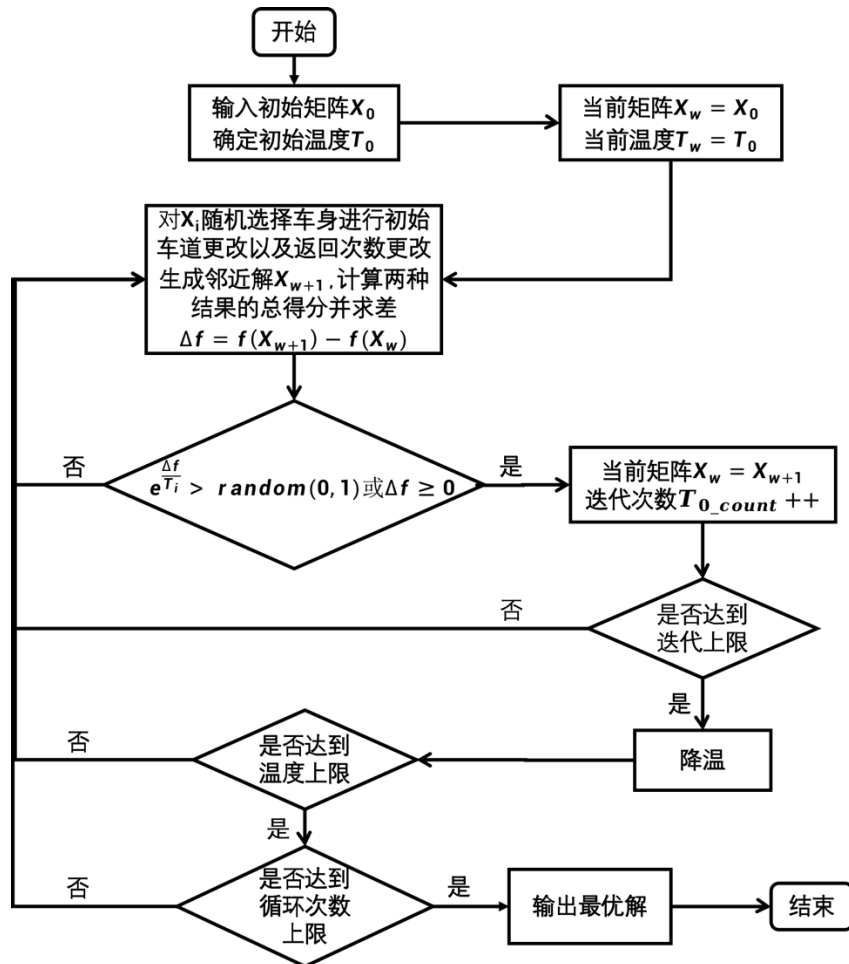 开始
输入初始矩阵X₀
确定初始温度T₀
当前矩阵X_w = X₀
当前温度T_w = T₀
对X_i随机选择车身进行初始
车道更改以及返回次数更改
生成邻近解X_{w+1},计算两种
结果的总得分并求差
Δf = f(X_{w+1}) − f(X_w)
否
e^{Δf/T_i} > random(0,1)或Δf ≥ 0
是
当前矩阵X_w = X_{w+1}
迭代次数T_{0_count} ++
否
是否达到
迭代上限
是
否
是否达到
温度上限
降温
是
否
是否达到
循环次数
上限
是
输出最优解
结束